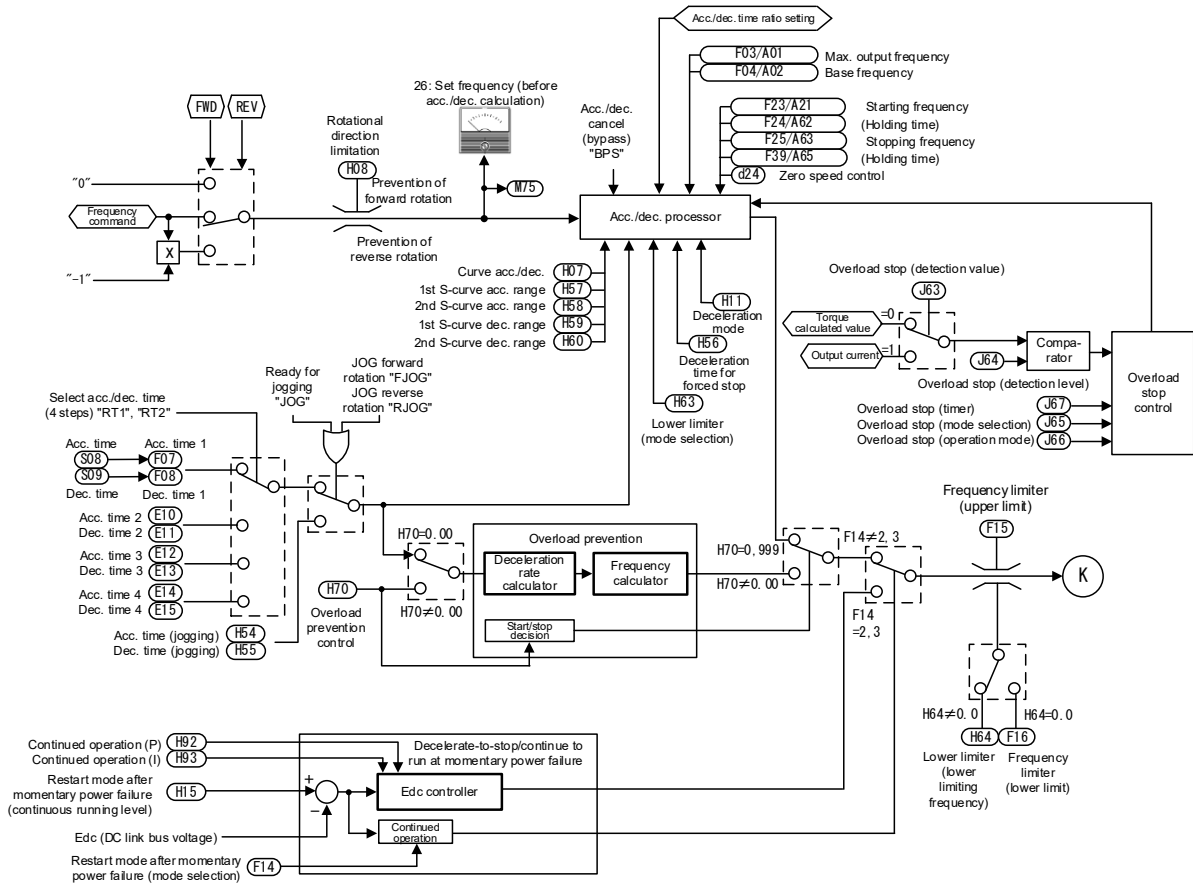 Acc./dec. time ratio setting
F03/A01 Max. output frequency
F04/A02 Base frequency
26: Set frequency (before
acc./dec. calculation)
FWD
REV
Acc./dec.
cancel
(bypass)
"BPS"
F23/A21 Starting frequency
F24/A62 (Holding time)
F25/A63 Stopping frequency
F39/A65 (Holding time)
d24 Zero speed control
Rotational
direction
limitation
H08
"0"
Prevention of
forward rotation
M75
Frequency
command
Acc./dec. processor
X
Prevention of
reverse rotation
"-1"
Curve acc./dec. H07
1st S-curve acc. range H57
2nd S-curve acc. range H58
1st S-curve dec. range H59
2nd S-curve dec. range H60
H11
Deceleration
mode
H56
Deceleration
time for
forced stop
H63
Lower limiter
(mode selection)
Overload stop (detection value)
J63
Torque
calculated value
=0
Output current
=1
J64
Compa-
rator
Overload stop (detection level)
Overload
stop
control
Overload stop (timer) J67
Overload stop (mode selection) J65
Overload stop (operation mode) J66
Ready for
jogging
"JOG"
JOG forward
rotation "FJOG"
JOG reverse
rotation "RJOG"
Select acc./dec. time
(4 steps) "RT1", "RT2"
Acc. time Acc. time 1
S08 F07
S09 F08
Dec. time Dec. time 1
Acc. time 2 E10
Dec. time 2 E11
Acc. time 3 E12
Dec. time 3 E13
Acc. time 4 E14
Dec. time 4 E15
Acc. time (jogging) H54
Dec. time (jogging) H55
H70=0.00
H70≠0.00
H70
Overload
prevention
control
Overload prevention
Deceleration
rate
calculator
Frequency
calculator
Start/stop
decision
H70=0,999
H70≠0.00
F14≠2,3
F14
=2,3
Frequency limiter
(upper limit)
F15
K
H64≠0.0
H64=0.0
H64
F16
Lower limiter
(lower
limiting
frequency)
Frequency
limiter
(lower limit)
Continued operation (P) H92
Continued operation (I) H93
Decelerate-to-stop/continue to
run at momentary power failure
Restart mode after
momentary power failure
(continuous running level)
H15
+
−
Edc controller
Edc (DC link bus voltage)
Continued
operation
Restart mode after momentary
power failure (mode selection)
F14